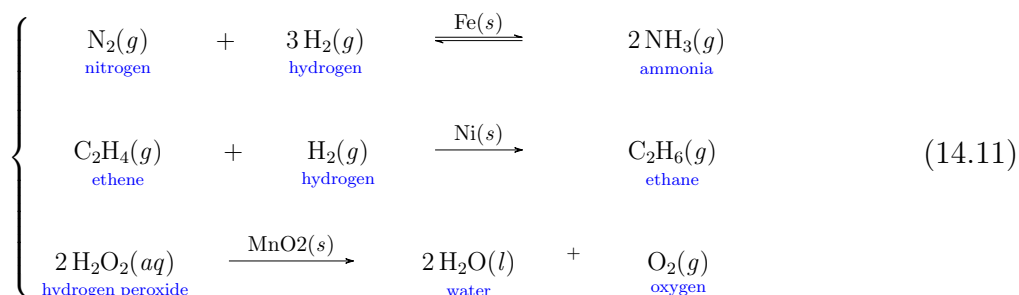 Fe(s)
N₂(g) + 3 H₂(g) ⇌ 2 NH₃(g)
nitrogen hydrogen ammonia
Ni(s)
C₂H₄(g) + H₂(g) → C₂H₆(g) (14.11)
ethene hydrogen ethane
MnO2(s)
2 H₂O₂(aq) → 2 H₂O(l) + O₂(g)
hydrogen peroxide water oxygen